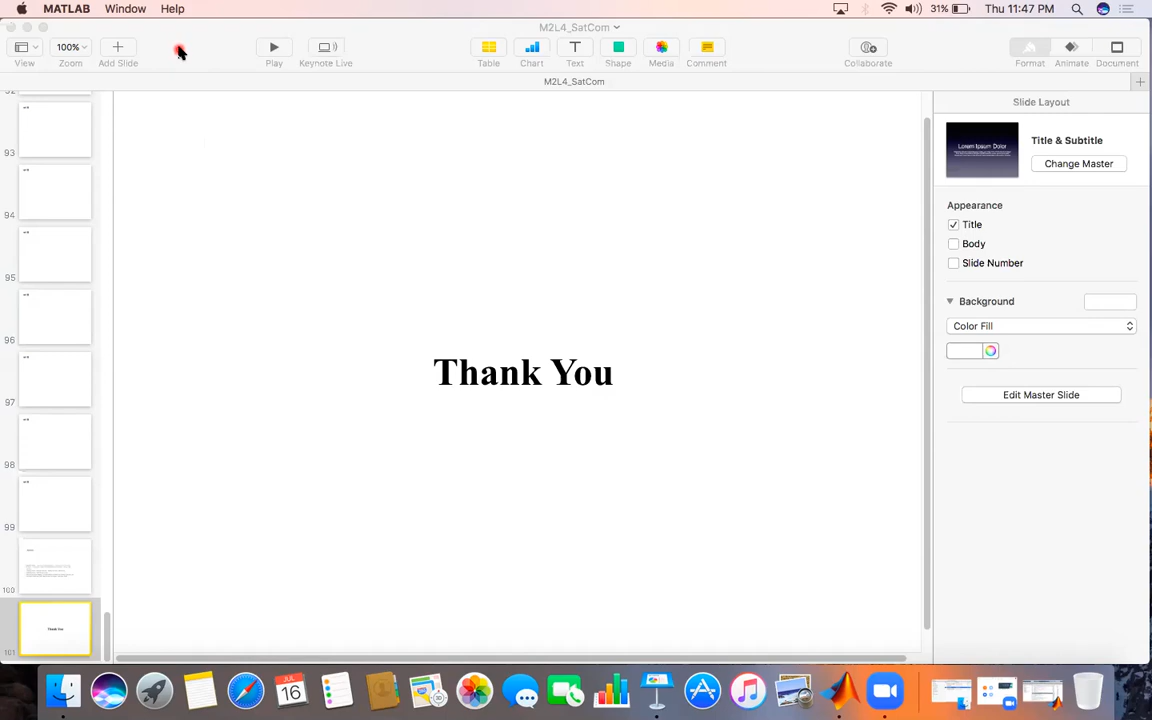 MATLAB Window Help 31% Thu 11:47 PM
M2L4_SatCom
View 100% Zoom Add Slide Play Keynote Live Table Chart Text Shape Media Comment Collaborate Format Animate Document
M2L4_SatCom
Slide Layout
Lorem Ipsum Dolor
Title & Subtitle
Change Master
Appearance
Title
Body
Slide Number
Background
Color Fill
Edit Master Slide
Thank You
93
94
95
96
97
98
99
100
Thank You
101
JUL
16